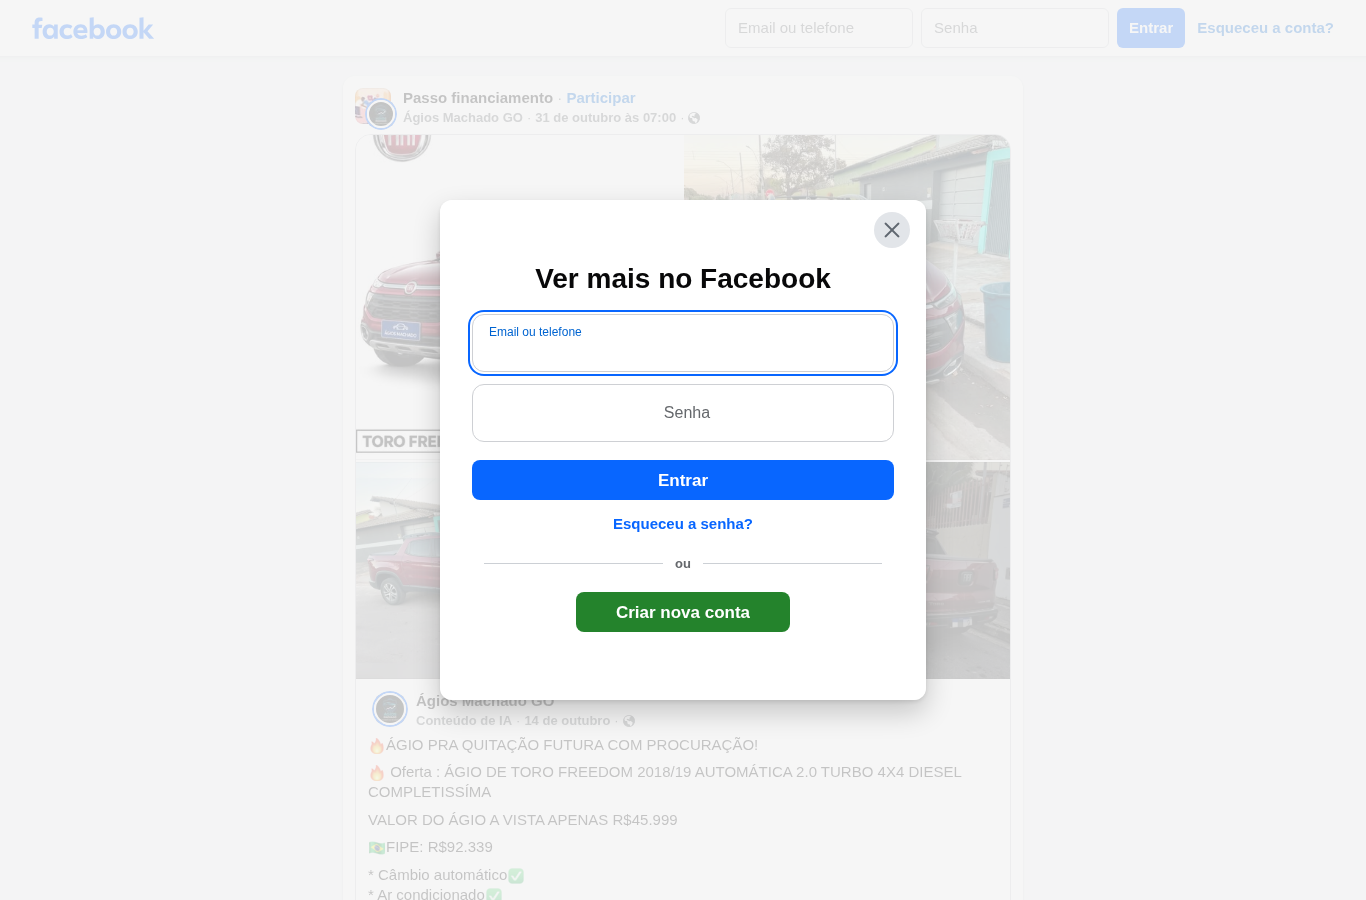 facebook
Email ou telefone
Senha
Entrar
Esqueceu a conta?
Passo financiamento · Participar
Ágios Machado GO · 31 de outubro às 07:00 ·
Ver mais no Facebook
Email ou telefone
Senha
TORO FREE
Entrar
Esqueceu a senha?
ou
Criar nova conta
Ágios Machado GO
Conteúdo de IA · 14 de outubro ·
🔥ÁGIO PRA QUITAÇÃO FUTURA COM PROCURAÇÃO!
🔥 Oferta : ÁGIO DE TORO FREEDOM 2018/19 AUTOMÁTICA 2.0 TURBO 4X4 DIESEL
COMPLETISSÍMA
VALOR DO ÁGIO A VISTA APENAS R$45.999
🇧🇷FIPE: R$92.339
* Câmbio automático✅
* Ar condicionado✅